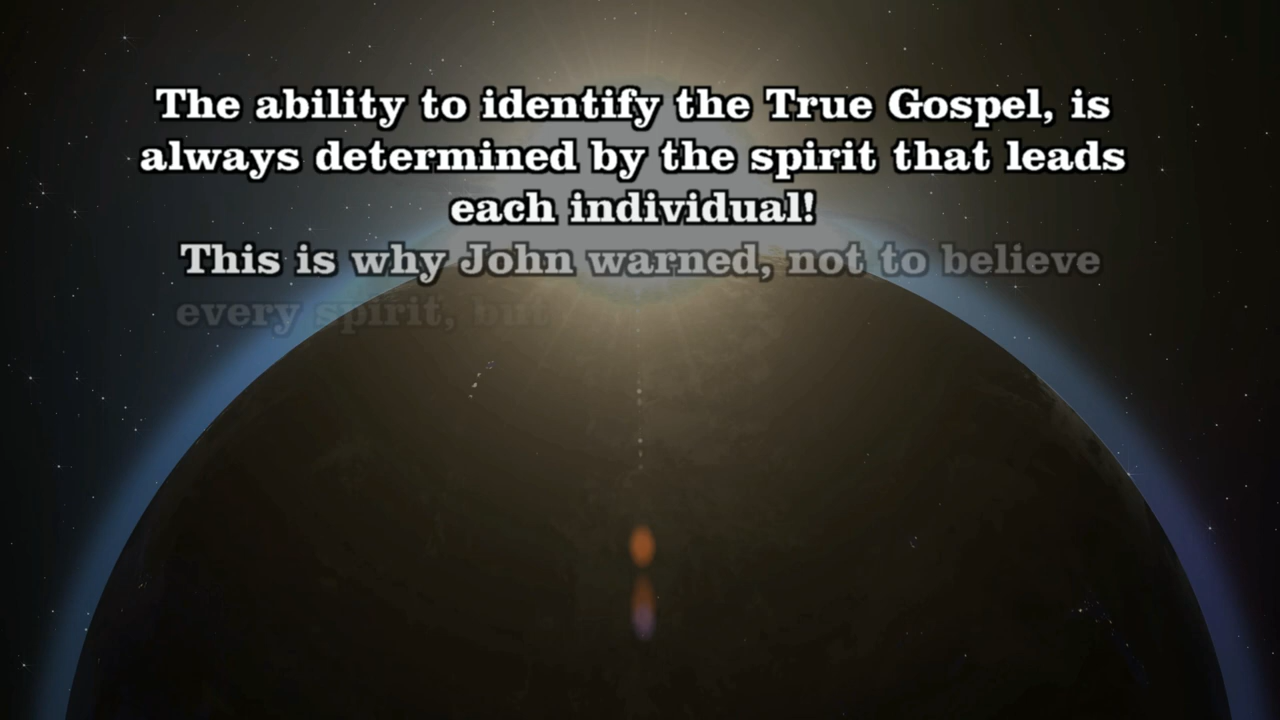 The ability to identify the True Gospel, is
always determined by the spirit that leads
each individual!
This is why John warned, not to believe
every spirit, but